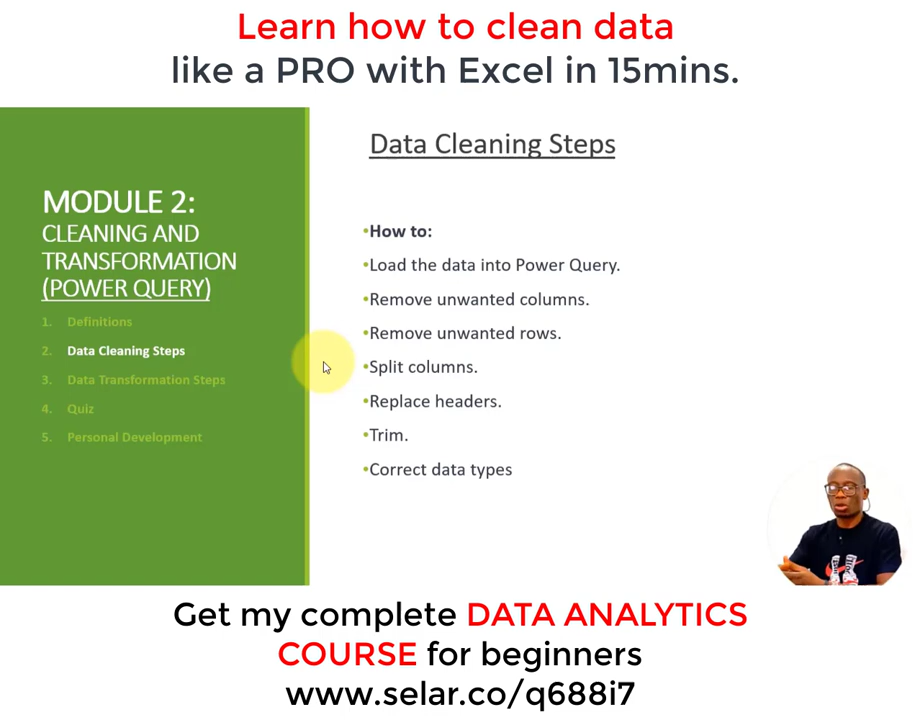 Learn how to clean data
like a PRO with Excel in 15mins.
Data Cleaning Steps
MODULE 2:
CLEANING AND
TRANSFORMATION
(POWER QUERY)
1. Definitions
2. Data Cleaning Steps
3. Data Transformation Steps
4. Quiz
5. Personal Development
•How to:
•Load the data into Power Query.
•Remove unwanted columns.
•Remove unwanted rows.
•Split columns.
•Replace headers.
•Trim.
•Correct data types
Get my complete DATA ANALYTICS
COURSE for beginners
www.selar.co/q688i7